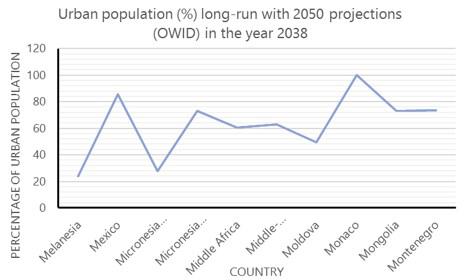 Urban population (%) long-run with 2050 projections
(OWID) in the year 2038
PERCENTAGE OF URBAN POPULATION
120
100
80
60
40
20
0
Melanesia
Mexico
Micronesia...
Micronesia...
Middle Africa
Middle-...
Moldova
Monaco
Mongolia
Montenegro
COUNTRY